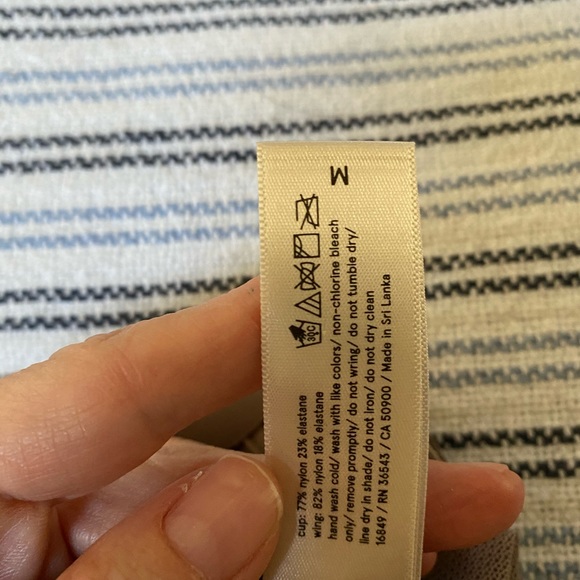 M
30C
cup: 77% nylon 23% elastane
wing: 82% nylon 18% elastane
hand wash cold/ wash with like colors/ non-chlorine bleach
only/ remove promptly/ do not wring/ do not tumble dry/
line dry in shade/ do not iron/ do not dry clean
16849 / RN 36543 / CA 50900 / Made in Sri Lanka